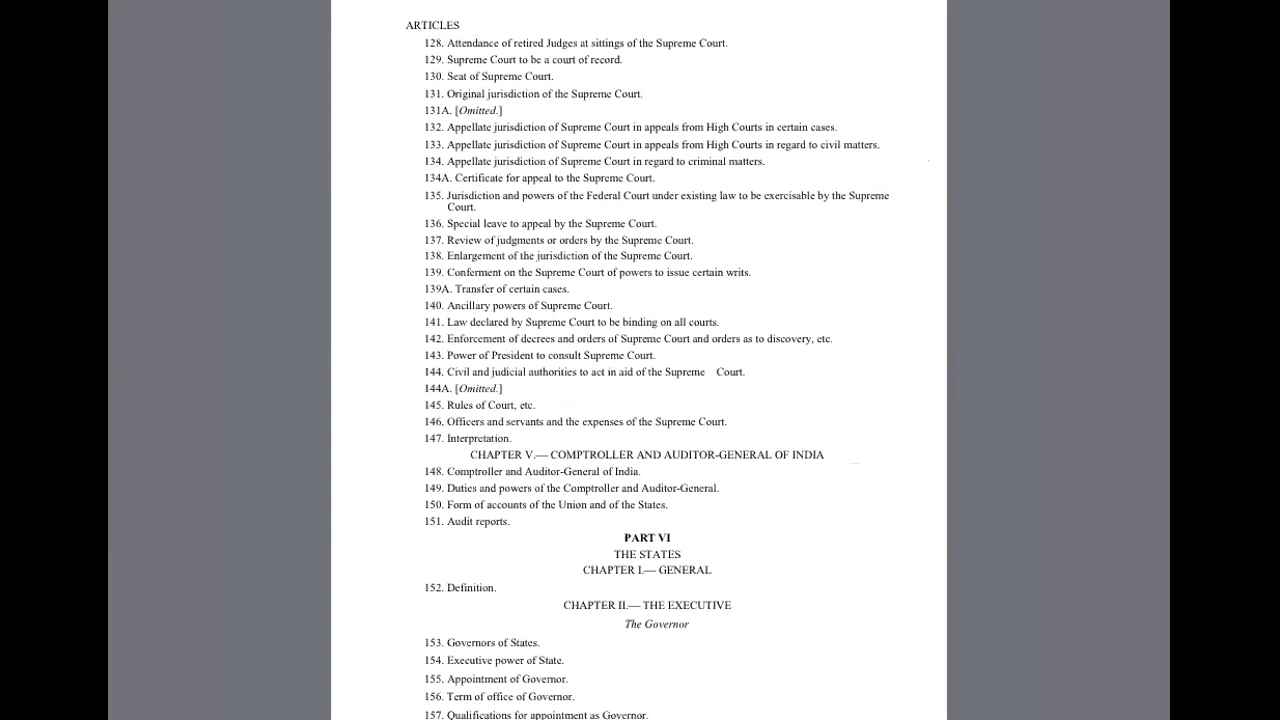 ARTICLES
128. Attendance of retired Judges at sittings of the Supreme Court.
129. Supreme Court to be a court of record.
130. Seat of Supreme Court.
131. Original jurisdiction of the Supreme Court.
131A. [Omitted.]
132. Appellate jurisdiction of Supreme Court in appeals from High Courts in certain cases.
133. Appellate jurisdiction of Supreme Court in appeals from High Courts in regard to civil matters.
134. Appellate jurisdiction of Supreme Court in regard to criminal matters.
134A. Certificate for appeal to the Supreme Court.
135. Jurisdiction and powers of the Federal Court under existing law to be exercisable by the Supreme
Court.
136. Special leave to appeal by the Supreme Court.
137. Review of judgments or orders by the Supreme Court.
138. Enlargement of the jurisdiction of the Supreme Court.
139. Conferment on the Supreme Court of powers to issue certain writs.
139A. Transfer of certain cases.
140. Ancillary powers of Supreme Court.
141. Law declared by Supreme Court to be binding on all courts.
142. Enforcement of decrees and orders of Supreme Court and orders as to discovery, etc.
143. Power of President to consult Supreme Court.
144. Civil and judicial authorities to act in aid of the Supreme Court.
144A. [Omitted.]
145. Rules of Court, etc.
146. Officers and servants and the expenses of the Supreme Court.
147. Interpretation.
CHAPTER V.— COMPTROLLER AND AUDITOR-GENERAL OF INDIA
148. Comptroller and Auditor-General of India.
149. Duties and powers of the Comptroller and Auditor-General.
150. Form of accounts of the Union and of the States.
151. Audit reports.
PART VI
THE STATES
CHAPTER I.— GENERAL
152. Definition.
CHAPTER II.— THE EXECUTIVE
The Governor
153. Governors of States.
154. Executive power of State.
155. Appointment of Governor.
156. Term of office of Governor.
157. Qualifications for appointment as Governor.